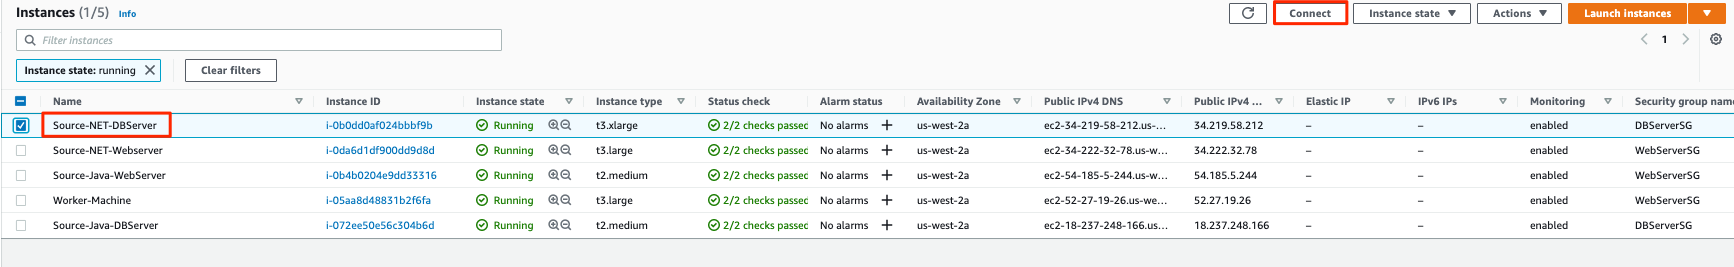 Instances (1/5) Info Connect Instance state Actions Launch instances
Filter instances 1
Instance state: running Clear filters
Name Instance ID Instance state Instance type Status check Alarm status Availability Zone Public IPv4 DNS Public IPv4 ... Elastic IP IPv6 IPs Monitoring Security group name
Source-NET-DBServer i-0b0dd0af024bbbf9b Running t3.xlarge 2/2 checks passed No alarms us-west-2a ec2-34-219-58-212.us-... 34.219.58.212 – – enabled DBServerSG
Source-NET-Webserver i-0da6d1df900dd9d8d Running t3.large 2/2 checks passed No alarms us-west-2a ec2-34-222-32-78.us-w... 34.222.32.78 – – enabled WebServerSG
Source-Java-WebServer i-0b4b0204e9dd33316 Running t2.medium 2/2 checks passed No alarms us-west-2a ec2-54-185-5-244.us-w... 54.185.5.244 – – enabled WebServerSG
Worker-Machine i-05aa8d48831b2f6fa Running t3.large 2/2 checks passed No alarms us-west-2a ec2-52-27-19-26.us-we... 52.27.19.26 – – enabled WebServerSG
Source-Java-DBServer i-072ee50e56c304b6d Running t2.medium 2/2 checks passed No alarms us-west-2a ec2-18-237-248-166.us... 18.237.248.166 – – enabled DBServerSG